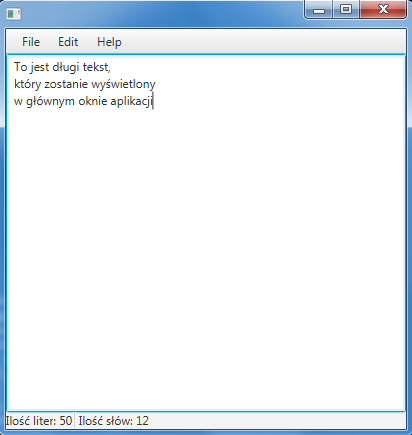 File Edit Help
To jest długi tekst,
który zostanie wyświetlony
w głównym oknie aplikacji
Ilość liter: 50 Ilość słów: 12